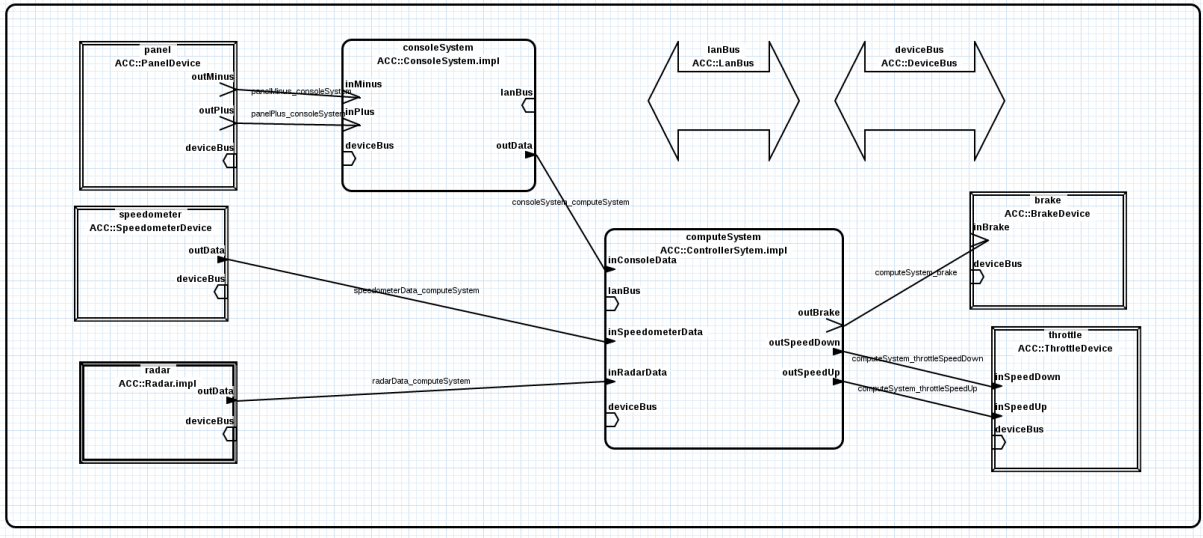 panel
ACC::PanelDevice
outMinus
outPlus
deviceBus
panelMinus_consoleSystem
panelPlus_consoleSystem
consoleSystem
ACC::ConsoleSystem.impl
inMinus
inPlus
deviceBus
lanBus
outData
lanBus
ACC::LanBus
deviceBus
ACC::DeviceBus
consoleSystem_computeSystem
speedometer
ACC::SpeedometerDevice
outData
deviceBus
speedometerData_computeSystem
radar
ACC::Radar.impl
outData
deviceBus
radarData_computeSystem
computeSystem
ACC::ControllerSytem.impl
inConsoleData
lanBus
inSpeedometerData
inRadarData
deviceBus
outBrake
outSpeedDown
outSpeedUp
computeSystem_brake
computeSystem_throttleSpeedDown
computeSystem_throttleSpeedUp
brake
ACC::BrakeDevice
inBrake
deviceBus
throttle
ACC::ThrottleDevice
inSpeedDown
inSpeedUp
deviceBus